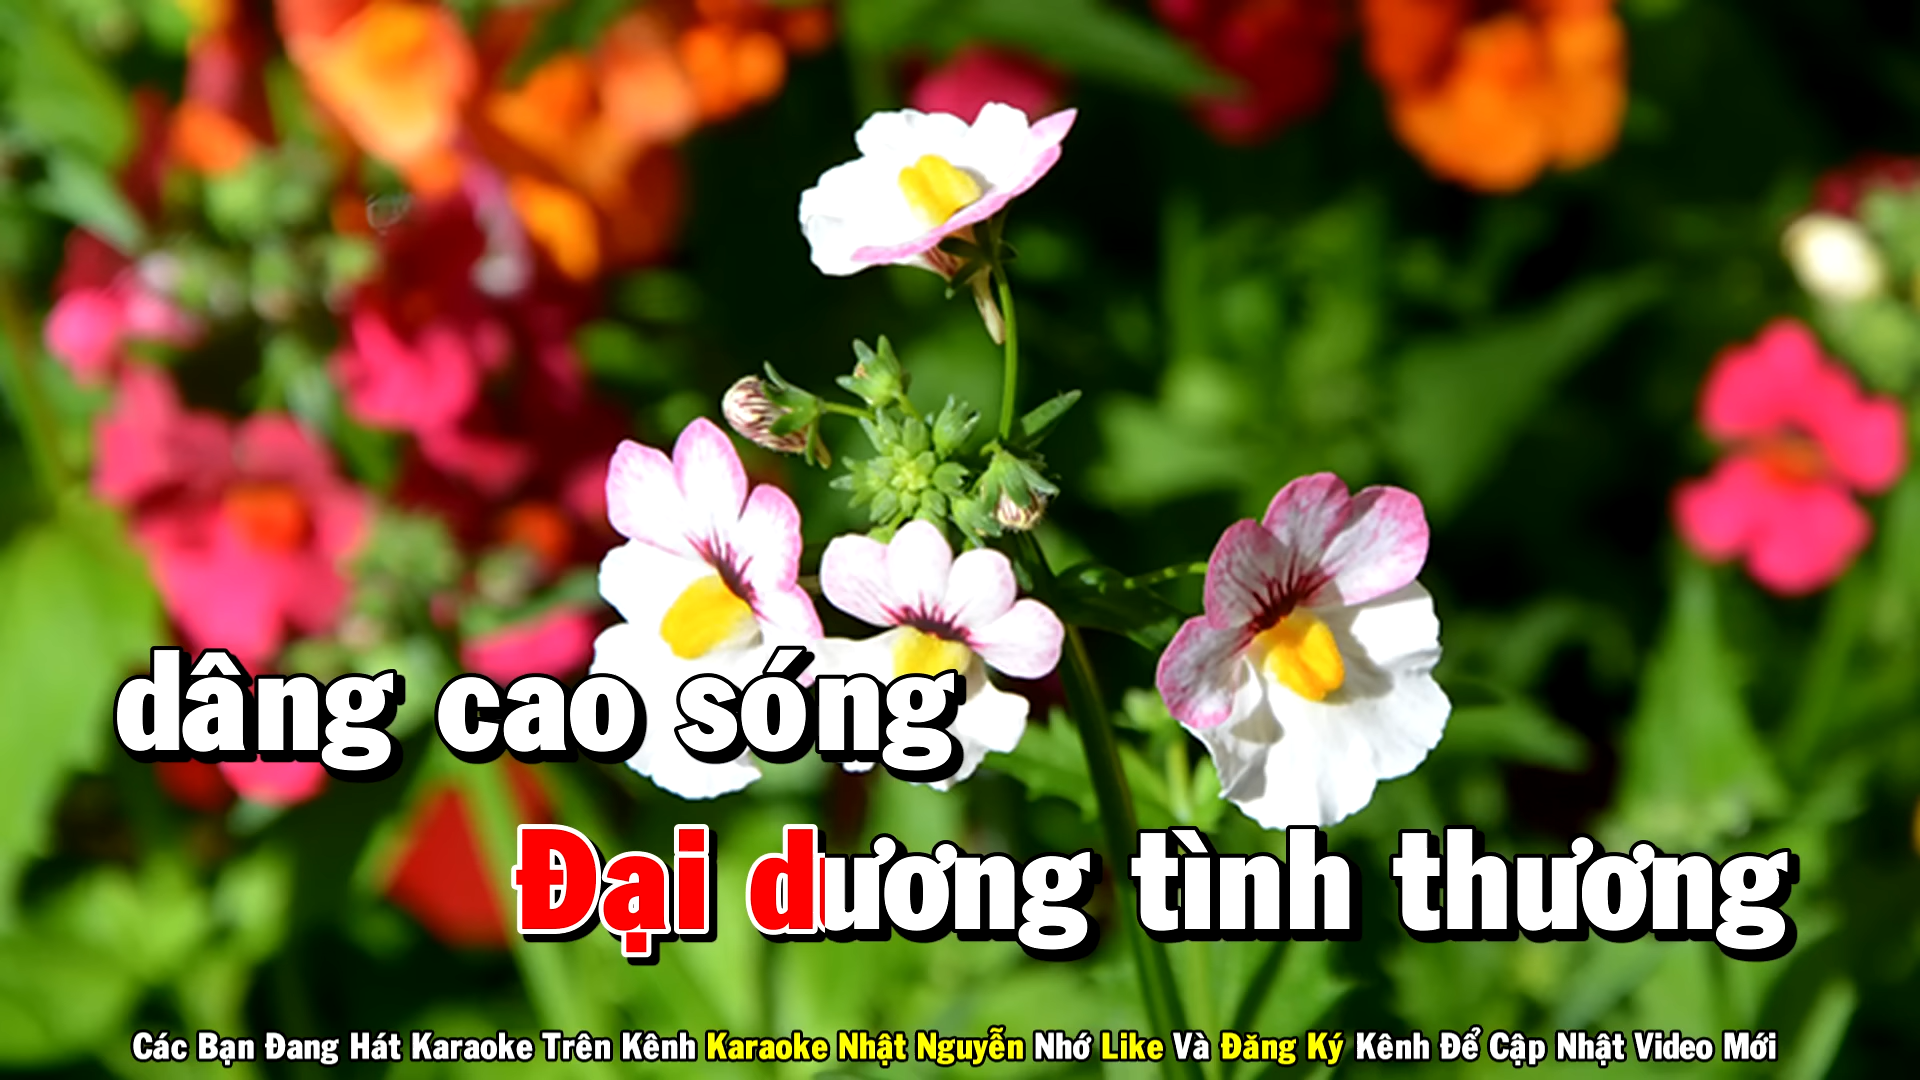 dâng cao sóng
Đại dương tình thương
Các Bạn Đang Hát Karaoke Trên Kênh Karaoke Nhật Nguyễn Nhớ Like Và Đăng Ký Kênh Để Cập Nhật Video Mới